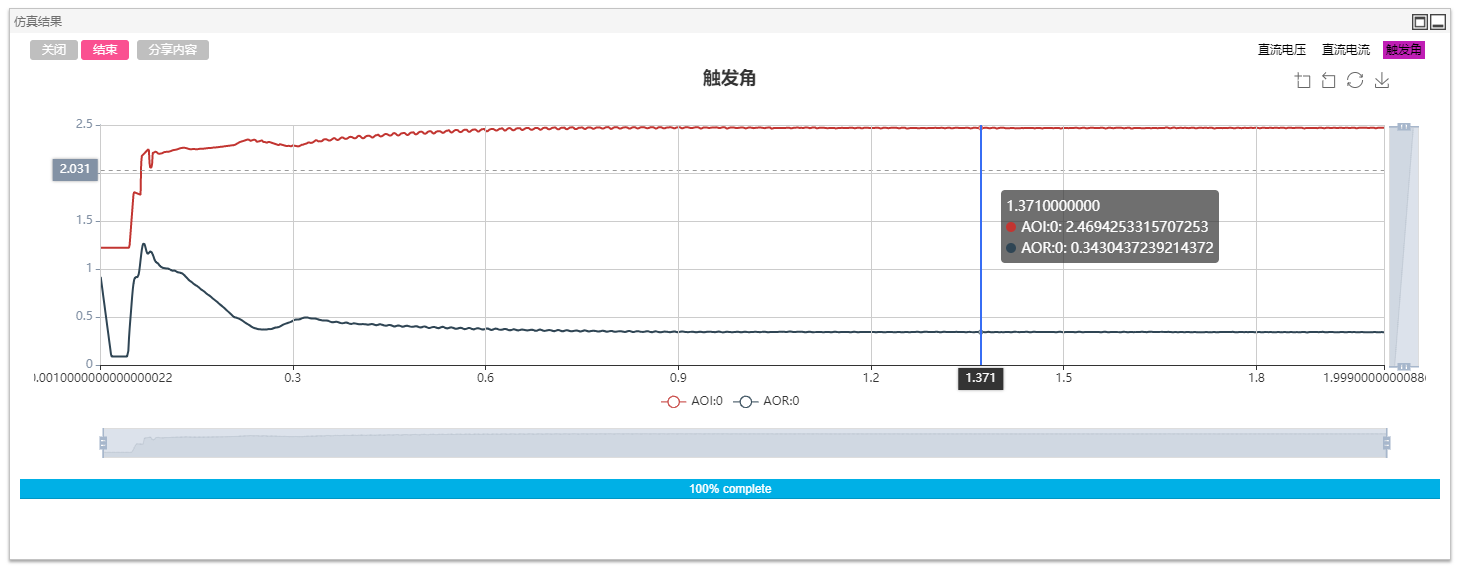 仿真结果
关闭 结束 分享内容 直流电压 直流电流 触发角
触发角
2.5
2.031
1.5
1
0.5
0
1.3710000000
AOI:0: 2.4694253315707253
AOR:0: 0.3430437239214372
0.0010000000000000022 0.3 0.6 0.9 1.2 1.371 1.5 1.8
AOI:0 AOR:0
100% complete